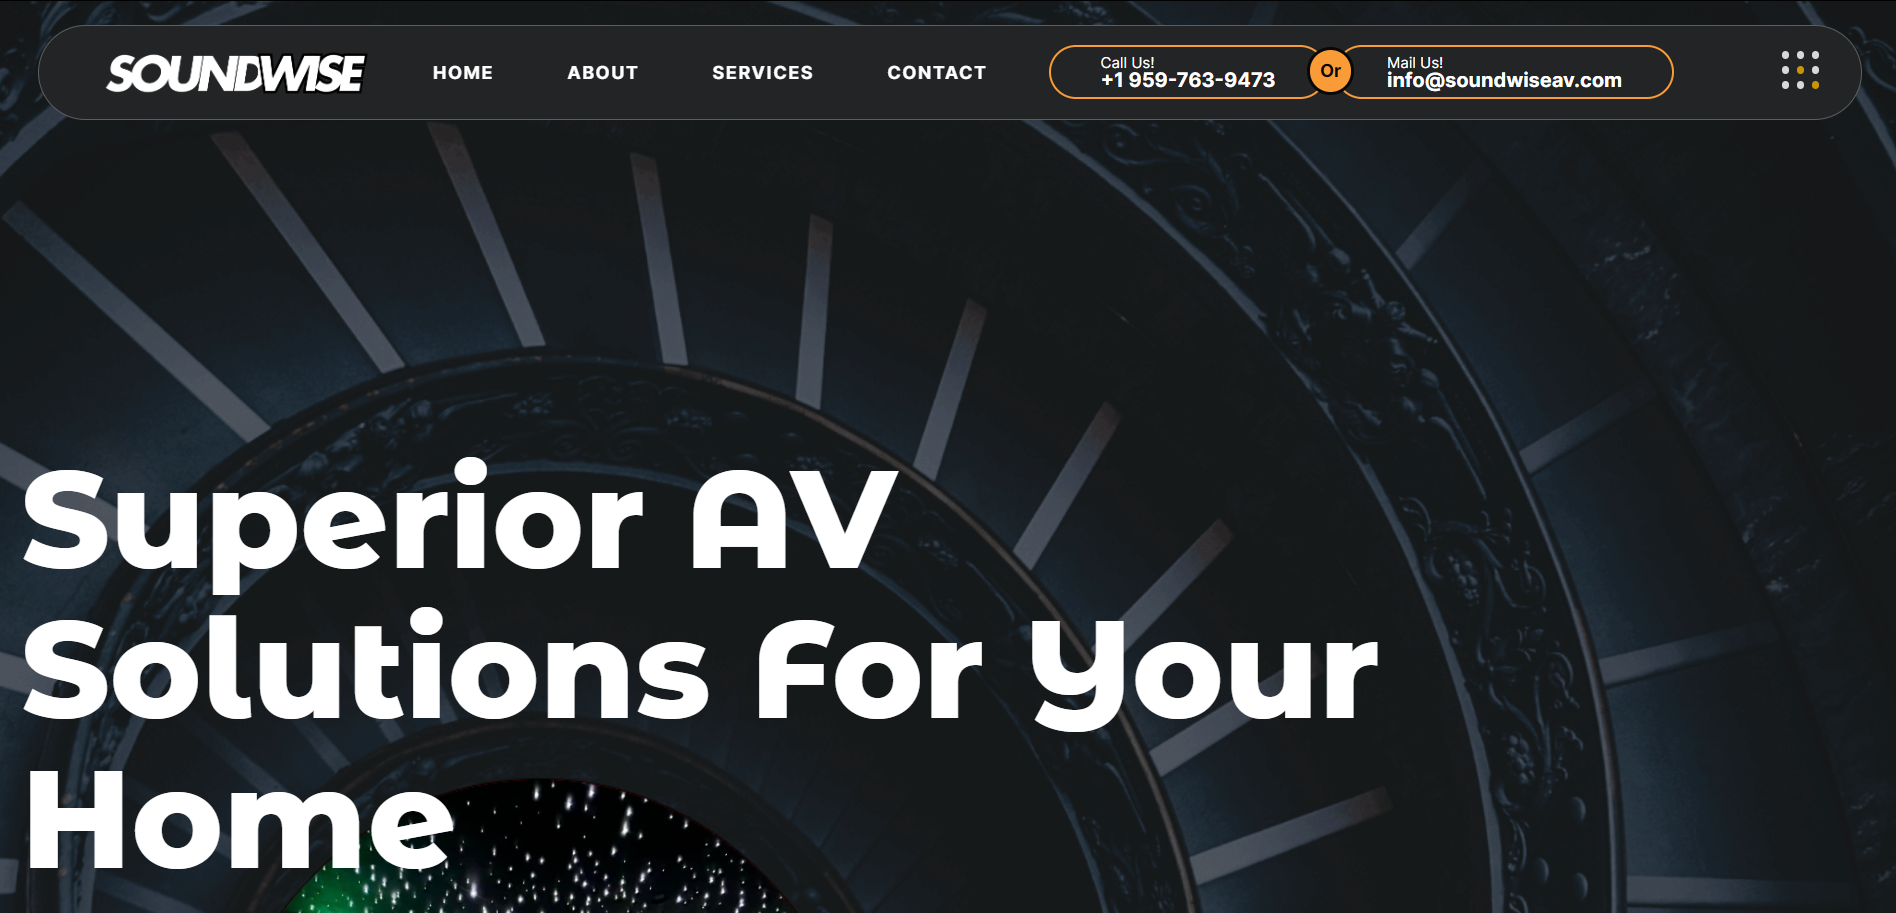 SOUNDWISE
HOME
ABOUT
SERVICES
CONTACT
Call Us!
+1 959-763-9473
Or
Mail Us!
info@soundwiseav.com
Superior AV
Solutions For Your
Home